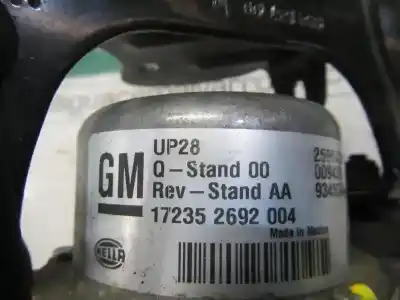 UP28
GM
Q-Stand 00
Rev-Stand AA
17235 2692 004
Made in Mexico
HELLA